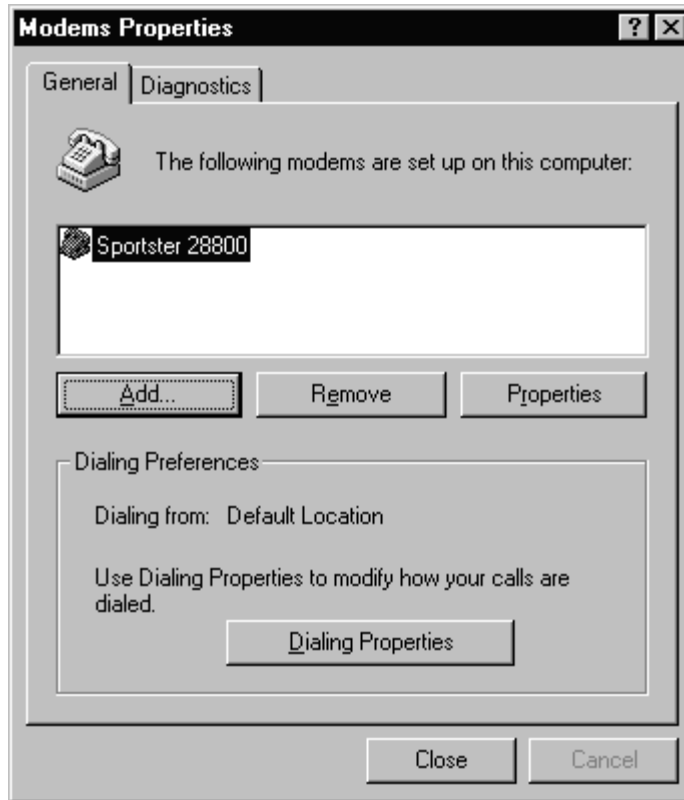 Modems Properties
General
Diagnostics
The following modems are set up on this computer:
Sportster 28800
Add...
Remove
Properties
Dialing Preferences
Dialing from: Default Location
Use Dialing Properties to modify how your calls are
dialed.
Dialing Properties
Close
Cancel